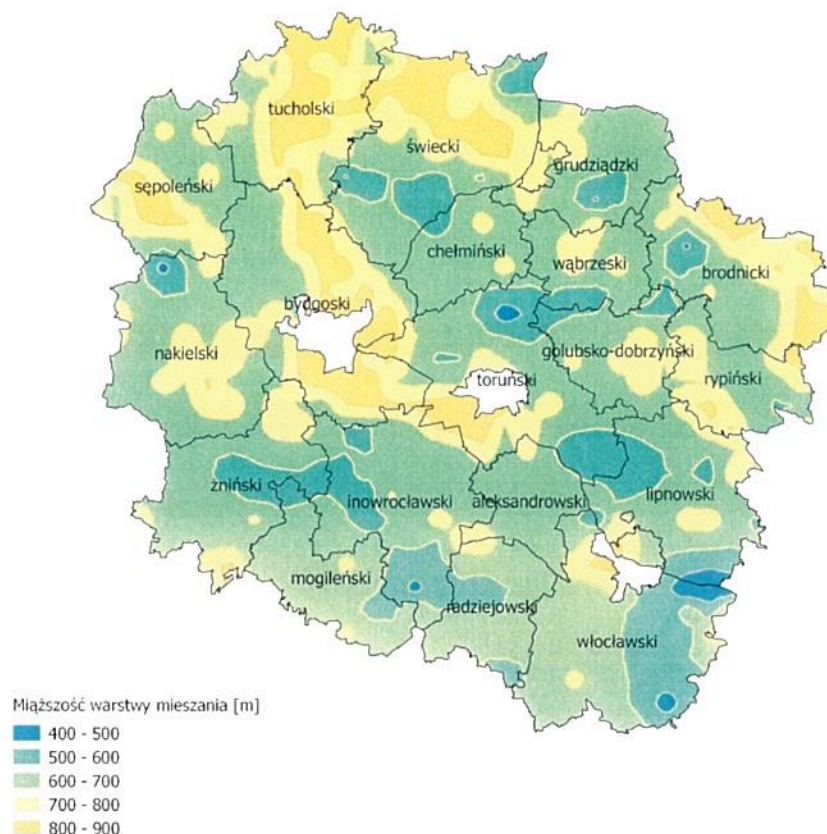 tucholski
świecki
grudziądzki
sępoleński
chełmiński
wąbrzeski
brodnicki
bydgoski
nakielski
golubsko-dobrzyński
toruński
rypiński
żniński
inowrocławski
aleksandrowski
lipnowski
mogileński
radziejowski
włocławski
Miąższość warstwy mieszania [m]
400 - 500
500 - 600
600 - 700
700 - 800
800 - 900